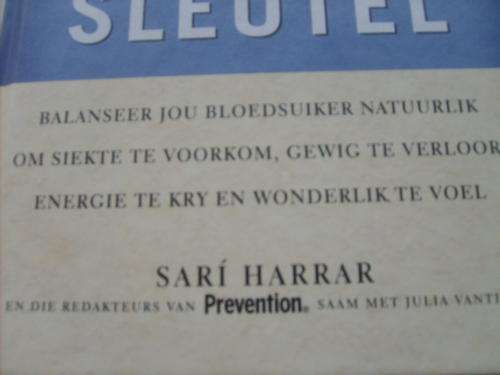 SLEUTEL
BALANSEER JOU BLOEDSUIKER NATUURLIK
OM SIEKTE TE VOORKOM, GEWIG TE VERLOOR
ENERGIE TE KRY EN WONDERLIK TE VOEL
SARÍ HARRAR
EN DIE REDAKTEURS VAN Prevention® SAAM MET JULIA VANTI